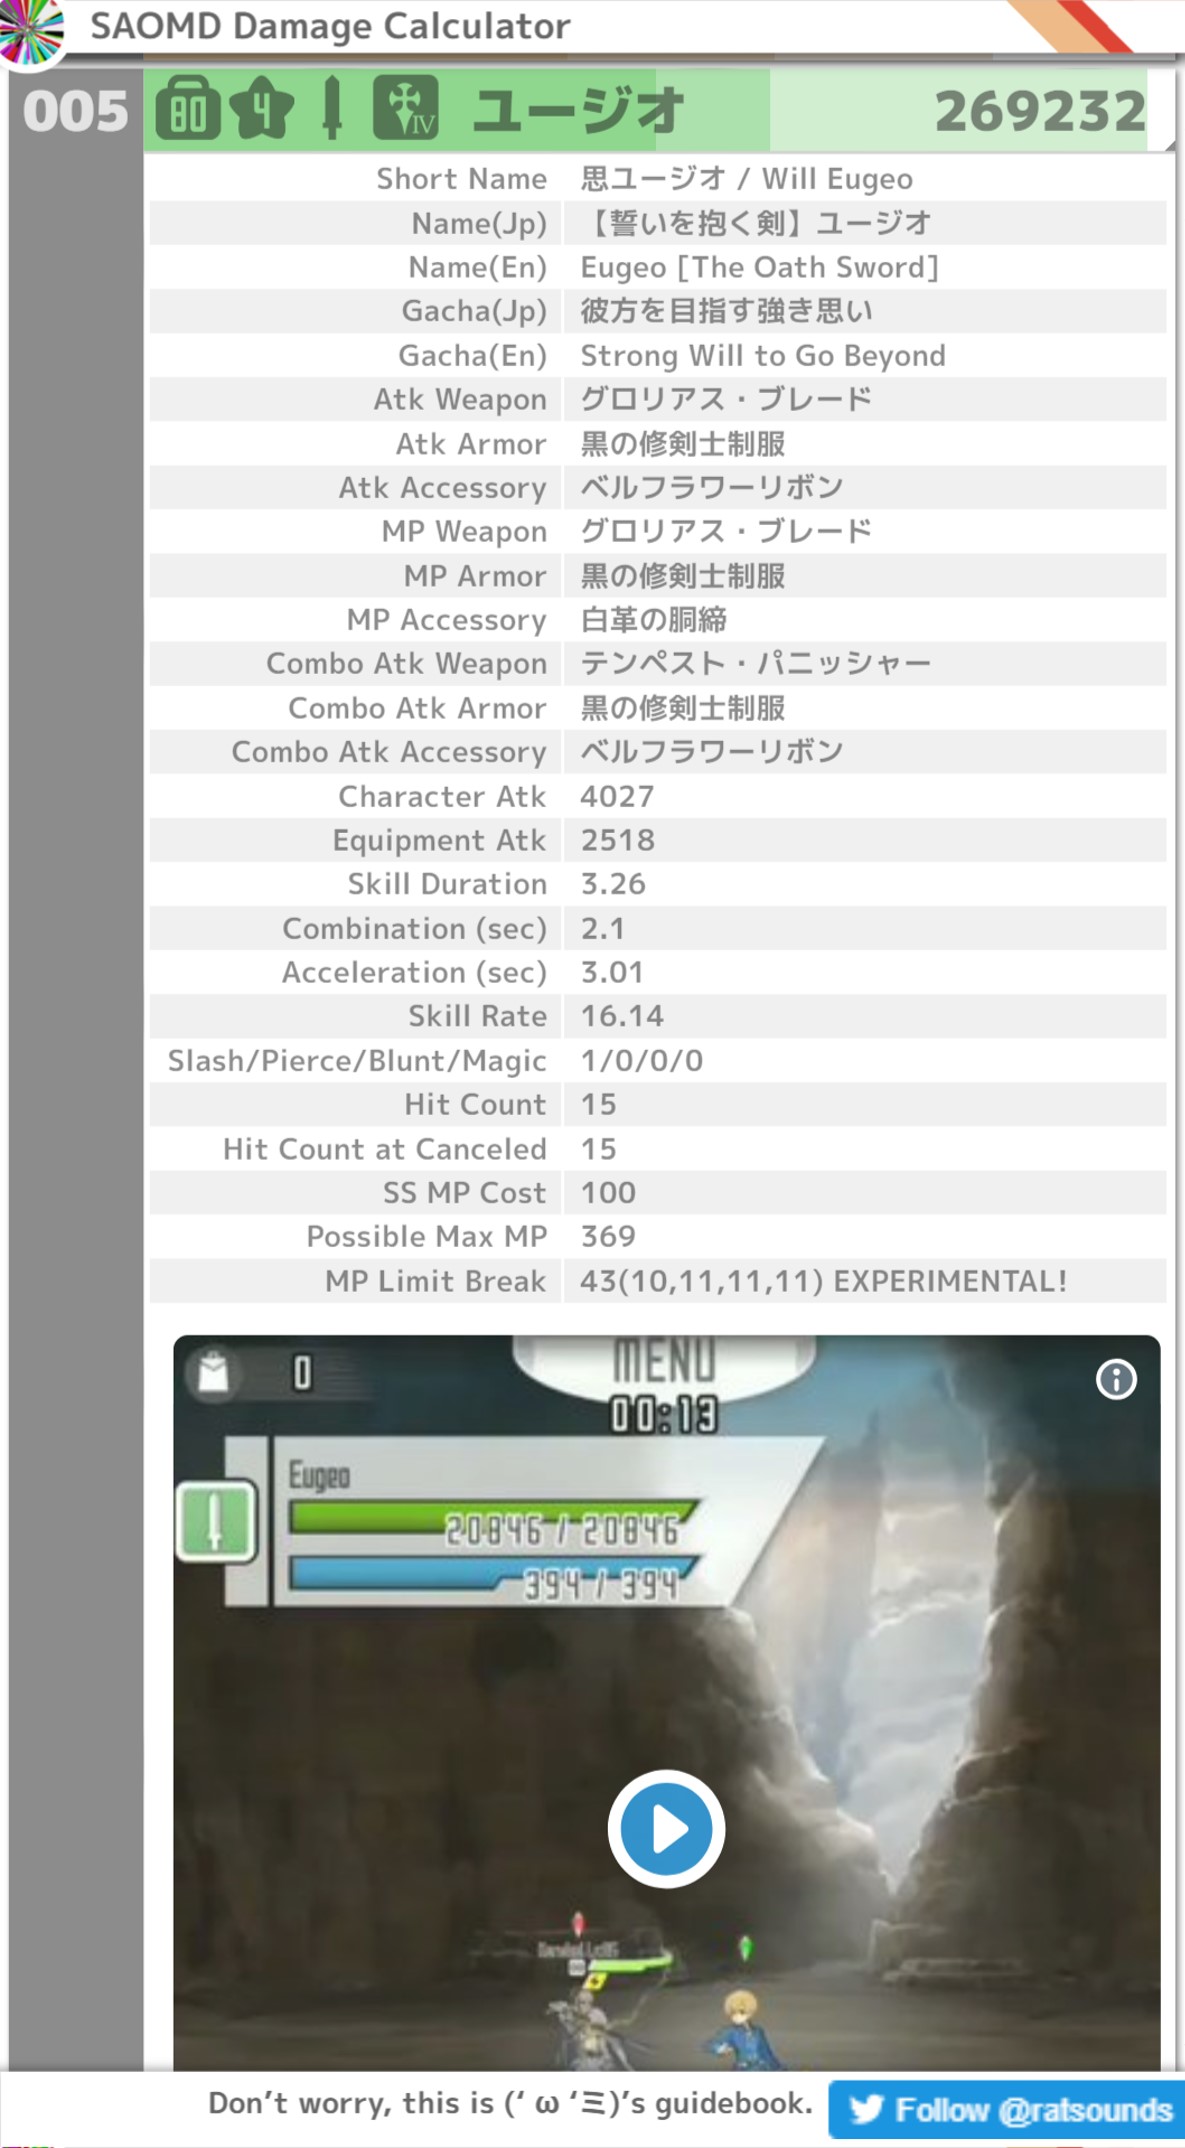 SAOMD Damage Calculator
005 80 4 IV ユージオ 269232
Short Name 思ユージオ / Will Eugeo
Name(Jp) 【誓いを抱く剣】ユージオ
Name(En) Eugeo [The Oath Sword]
Gacha(Jp) 彼方を目指す強き思い
Gacha(En) Strong Will to Go Beyond
Atk Weapon グロリアス・ブレード
Atk Armor 黒の修剣士制服
Atk Accessory ベルフラワーリボン
MP Weapon グロリアス・ブレード
MP Armor 黒の修剣士制服
MP Accessory 白革の胴締
Combo Atk Weapon テンペスト・パニッシャー
Combo Atk Armor 黒の修剣士制服
Combo Atk Accessory ベルフラワーリボン
Character Atk 4027
Equipment Atk 2518
Skill Duration 3.26
Combination (sec) 2.1
Acceleration (sec) 3.01
Skill Rate 16.14
Slash/Pierce/Blunt/Magic 1/0/0/0
Hit Count 15
Hit Count at Canceled 15
SS MP Cost 100
Possible Max MP 369
MP Limit Break 43(10,11,11,11) EXPERIMENTAL!
0 MENU
00:13
Eugeo
20846 / 20846
394 / 394
Don't worry, this is (‘ ω ‘ミ)'s guidebook. Follow @ratsounds